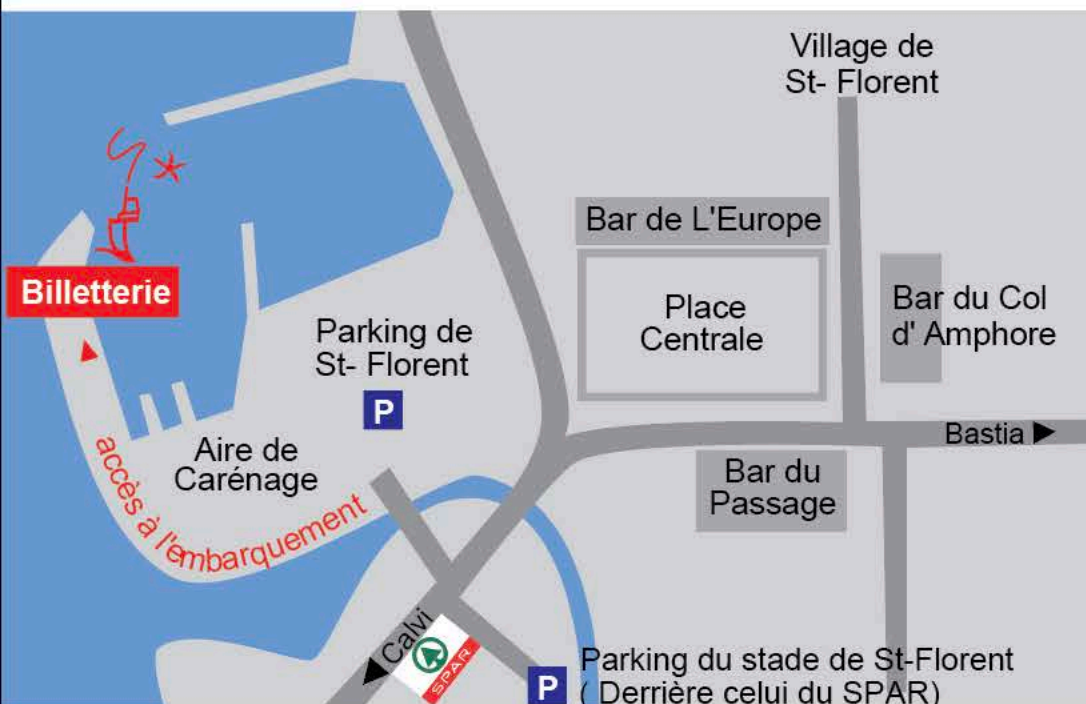 Village de
St- Florent
Bar de L'Europe
Place
Centrale
Bar du Col
d' Amphore
Billetterie
Parking de
St- Florent
P
Bastia
Aire de
Carénage
Bar du
Passage
accès à l'embarquement
Calvi
SPAR
P
Parking du stade de St-Florent
( Derrière celui du SPAR)